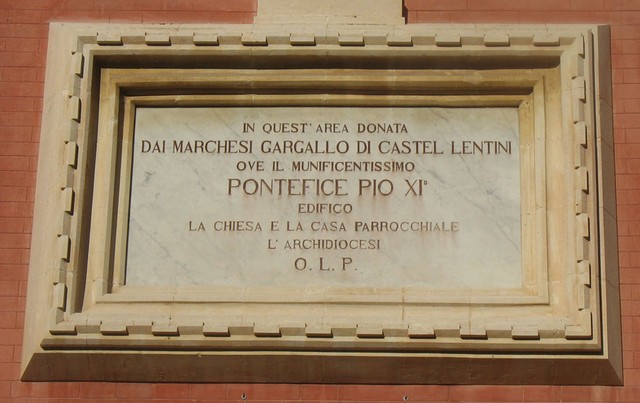 IN QUEST' AREA DONATA
DAI MARCHESI GARGALLO DI CASTEL LENTINI
OVE IL MUNIFICENTISSIMO
PONTEFICE PIO XI°
EDIFICO
LA CHIESA E LA CASA PARROCCHIALE
L' ARCHIDIOCESI
O. L. P.